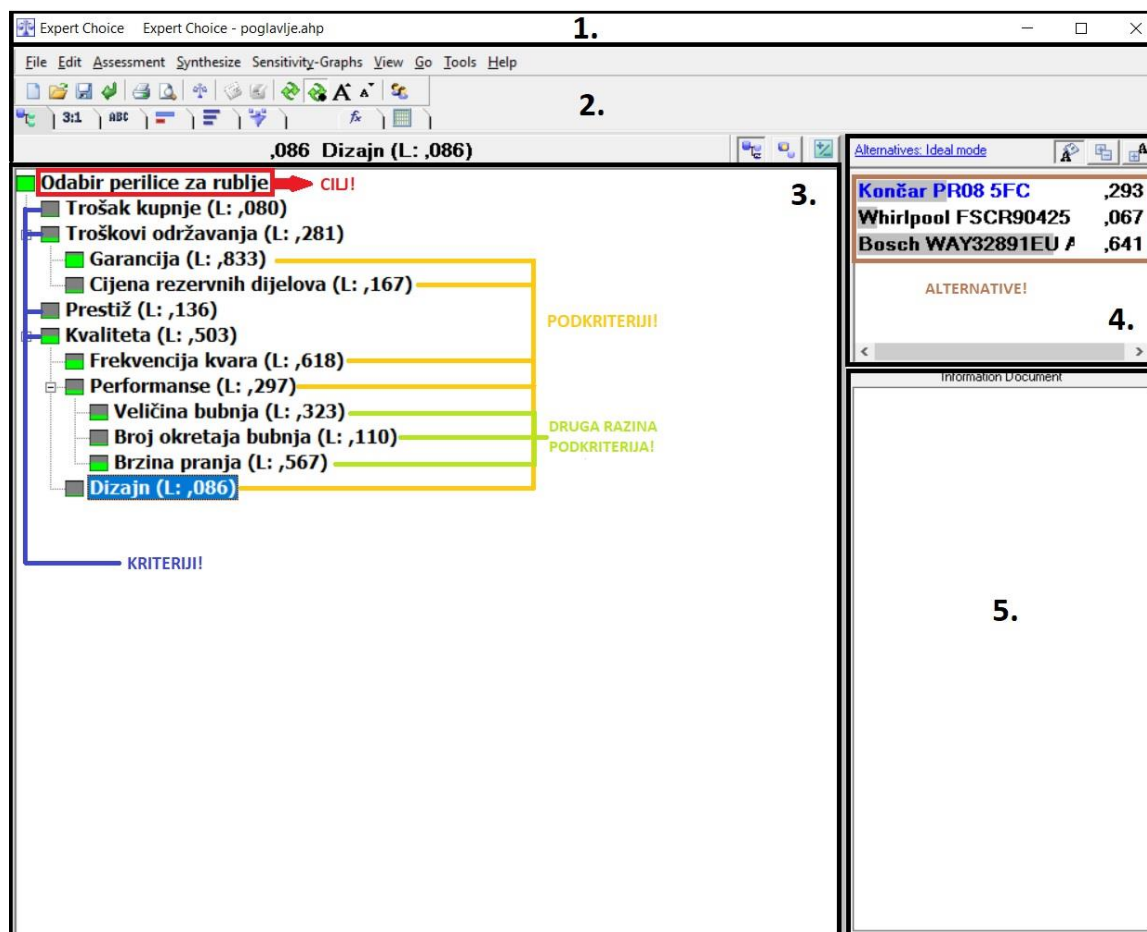 Expert Choice Expert Choice - poglavlje.ahp
1.
File Edit Assessment Synthesize Sensitivity-Graphs View Go Tools Help
2.
3:1 ABC fx
,086 Dizajn (L: ,086)
3.
Odabir perilice za rublje
CILJ!
Trošak kupnje (L: ,080)
Troškovi održavanja (L: ,281)
Garancija (L: ,833)
Cijena rezervnih dijelova (L: ,167)
Prestiž (L: ,136)
Kvaliteta (L: ,503)
Frekvencija kvara (L: ,618)
Performanse (L: ,297)
Veličina bubnja (L: ,323)
Broj okretaja bubnja (L: ,110)
Brzina pranja (L: ,567)
Dizajn (L: ,086)
PODKRITERIJI!
DRUGA RAZINA
PODKRITERIJA!
KRITERIJI!
Alternatives: Ideal mode
Končar PR08 5FC ,293
Whirlpool FSCR90425 ,067
Bosch WAY32891EU ,641
ALTERNATIVE!
4.
Information Document
5.